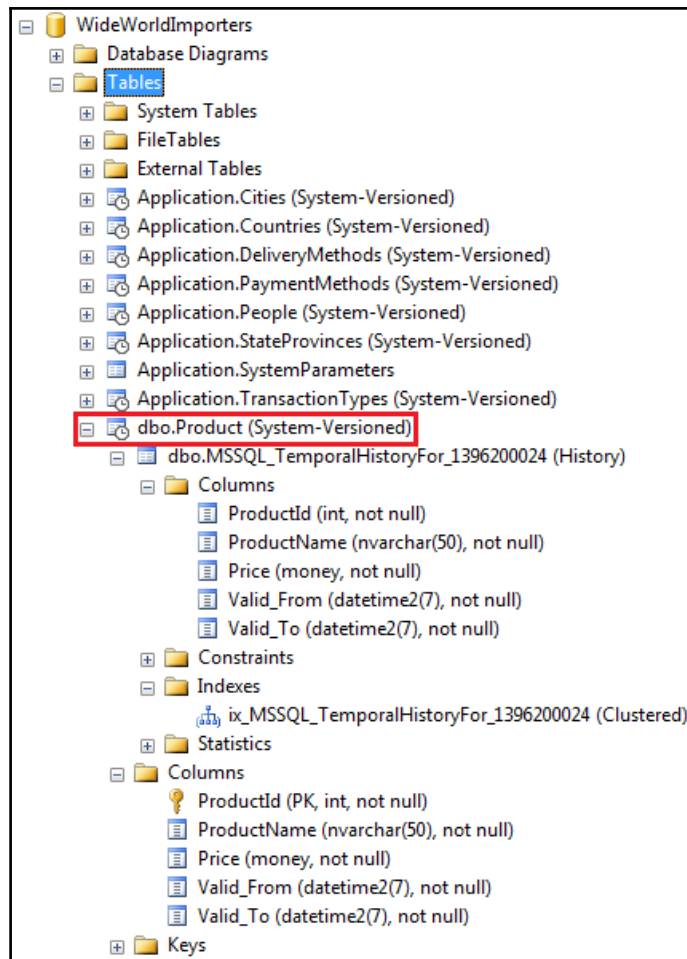 WideWorldImporters
Database Diagrams
Tables
System Tables
FileTables
External Tables
Application.Cities (System-Versioned)
Application.Countries (System-Versioned)
Application.DeliveryMethods (System-Versioned)
Application.PaymentMethods (System-Versioned)
Application.People (System-Versioned)
Application.StateProvinces (System-Versioned)
Application.SystemParameters
Application.TransactionTypes (System-Versioned)
dbo.Product (System-Versioned)
dbo.MSSQL_TemporalHistoryFor_1396200024 (History)
Columns
ProductId (int, not null)
ProductName (nvarchar(50), not null)
Price (money, not null)
Valid_From (datetime2(7), not null)
Valid_To (datetime2(7), not null)
Constraints
Indexes
ix_MSSQL_TemporalHistoryFor_1396200024 (Clustered)
Statistics
Columns
ProductId (PK, int, not null)
ProductName (nvarchar(50), not null)
Price (money, not null)
Valid_From (datetime2(7), not null)
Valid_To (datetime2(7), not null)
Keys